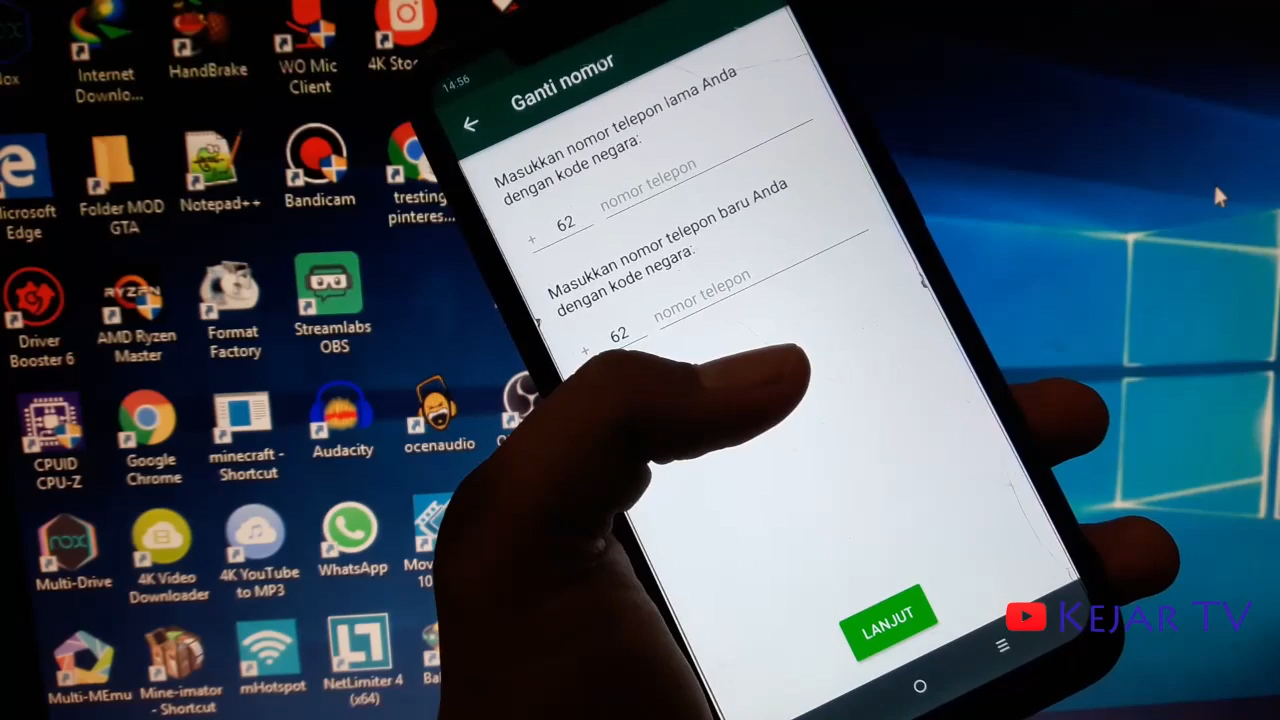 Internet
Downlo...
HandBrake
WO Mic
Client
14:56
Ganti nomor
Masukkan nomor telepon lama Anda
dengan kode negara:
+ 62 nomor telepon
Masukkan nomor telepon baru Anda
dengan kode negara:
+ 62 nomor telepon
LANJUT
Edge
Folder MOD
GTA
Notepad++
Bandicam
tresting
pinteres...
Driver
Booster 6
RYZEN
AMD Ryzen
Master
Format
Factory
Streamlabs
OBS
CPUID
CPU-Z
Google
Chrome
minecraft -
Shortcut
Audacity
ocenaudio
nox
Multi-Drive
4K Video
Downloader
4K YouTube
to MP3
WhatsApp
10
Multi-MEmu
Mine-imator
- Shortcut
mHotspot
NetLimiter 4
(x64)
KEJAR TV